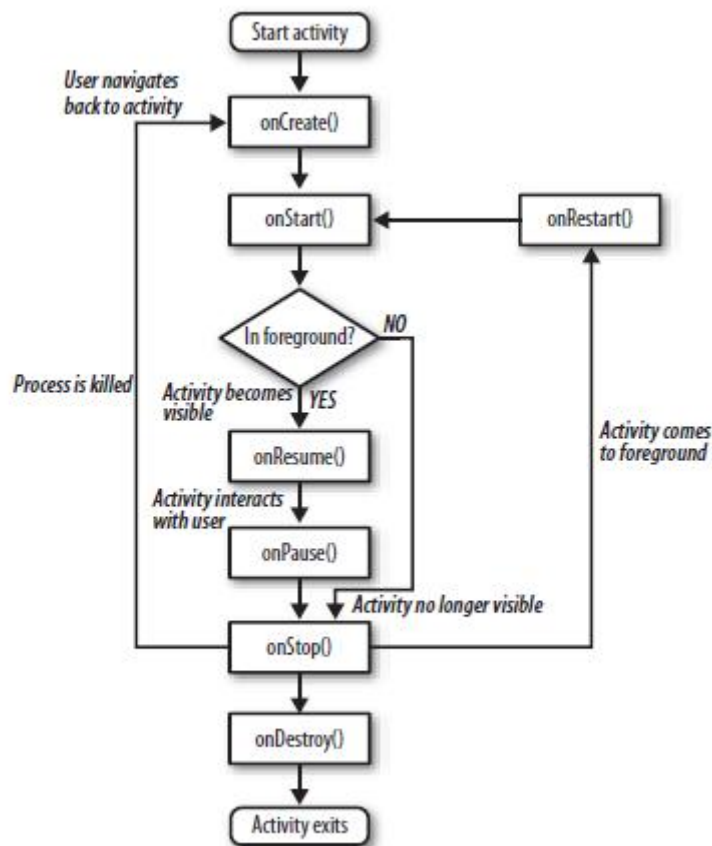 Start activity
User navigates
back to activity
onCreate()
onStart()
onRestart()
In foreground?
NO
Process is killed
Activity becomes
visible
YES
onResume()
Activity comes
to foreground
Activity interacts
with user
onPause()
Activity no longer visible
onStop()
onDestroy()
Activity exits